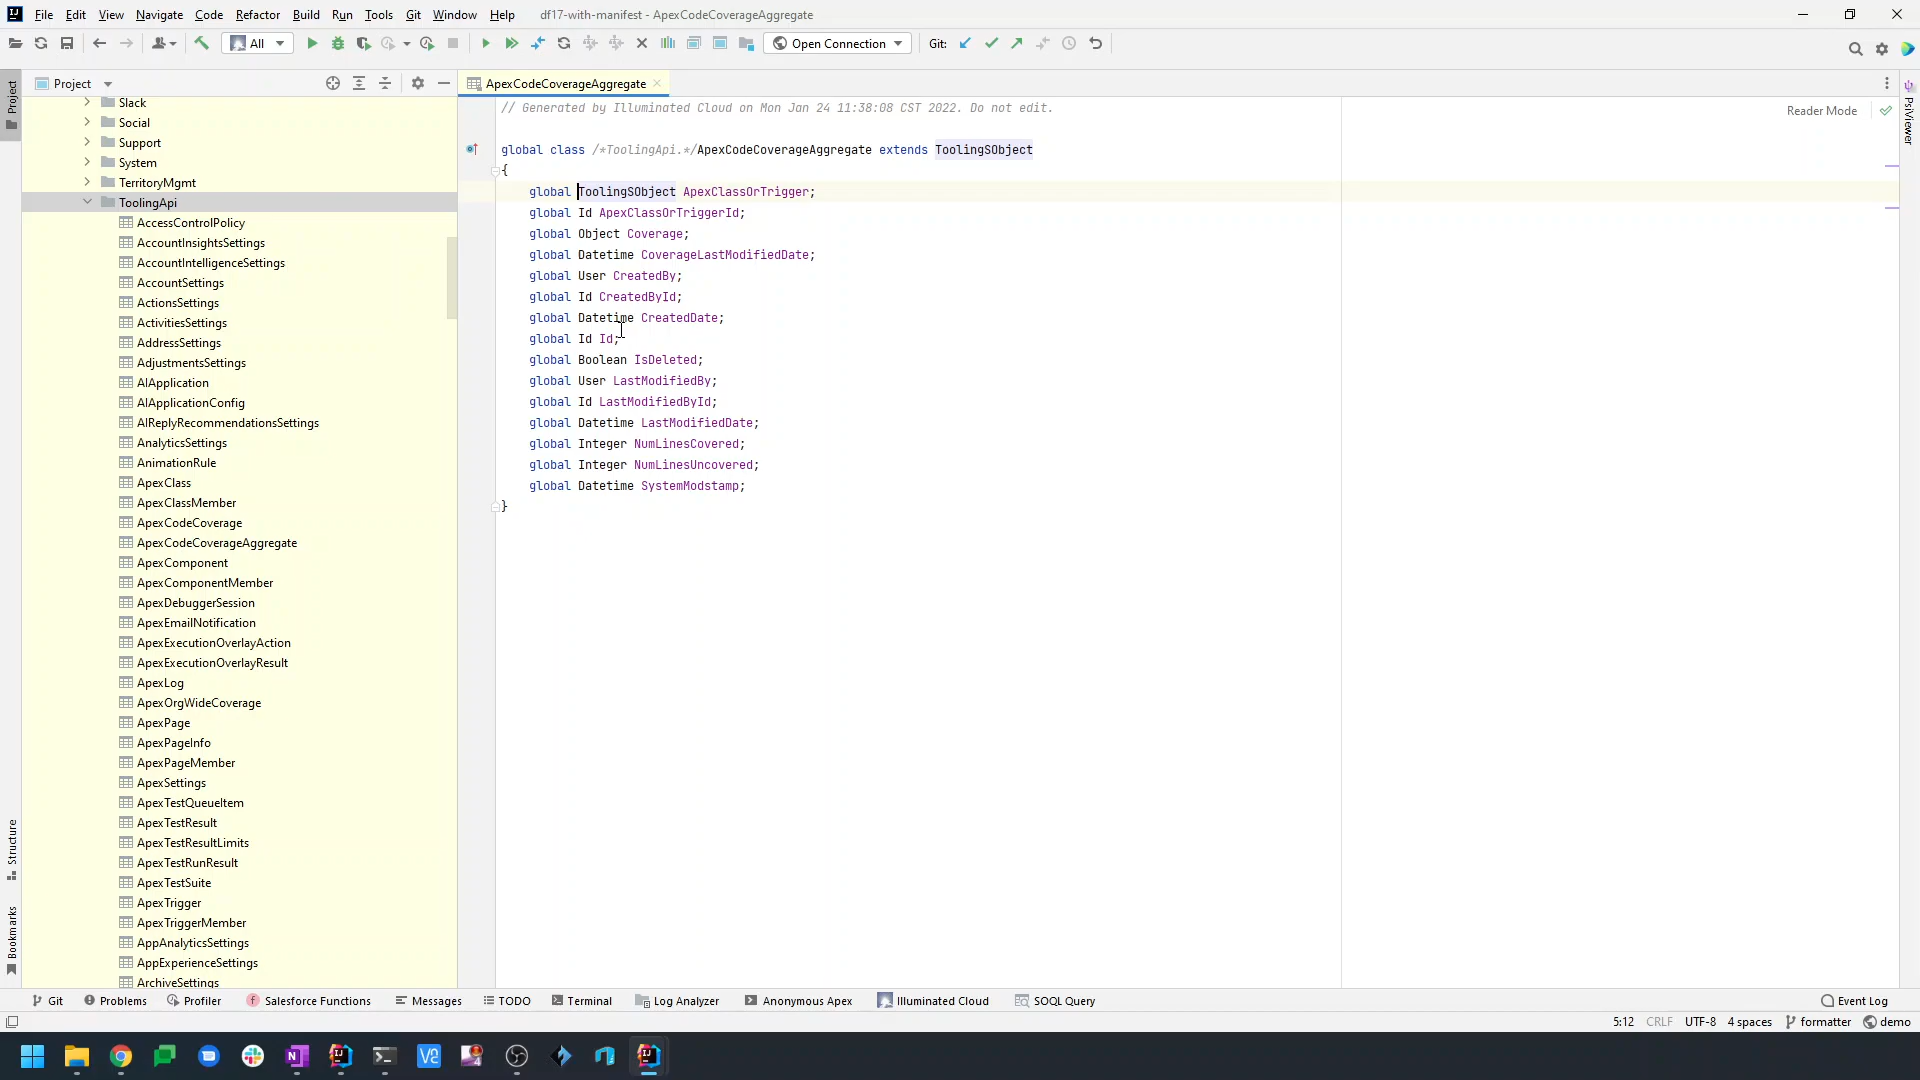 File Edit View Navigate Code Refactor Build Run Tools Git Window Help df17-with-manifest - ApexCodeCoverageAggregate
All Open Connection Git:
Project ApexCodeCoverageAggregate
Project
Structure
Bookmarks
Slack
Social
Support
System
TerritoryMgmt
ToolingApi
AccessControlPolicy
AccountInsightsSettings
AccountIntelligenceSettings
AccountSettings
ActionsSettings
ActivitiesSettings
AddressSettings
AdjustmentsSettings
AIApplication
AIApplicationConfig
AIReplyRecommendationsSettings
AnalyticsSettings
AnimationRule
ApexClass
ApexClassMember
ApexCodeCoverage
ApexCodeCoverageAggregate
ApexComponent
ApexComponentMember
ApexDebuggerSession
ApexEmailNotification
ApexExecutionOverlayAction
ApexExecutionOverlayResult
ApexLog
ApexOrgWideCoverage
ApexPage
ApexPageInfo
ApexPageMember
ApexSettings
ApexTestQueueItem
ApexTestResult
ApexTestResultLimits
ApexTestRunResult
ApexTestSuite
ApexTrigger
ApexTriggerMember
AppAnalyticsSettings
AppExperienceSettings
ArchiveSettings
// Generated by Illuminated Cloud on Mon Jan 24 11:38:08 CST 2022. Do not edit.
global class /*ToolingApi.*/ApexCodeCoverageAggregate extends ToolingSObject
{
global ToolingSObject ApexClassOrTrigger;
global Id ApexClassOrTriggerId;
global Object Coverage;
global Datetime CoverageLastModifiedDate;
global User CreatedBy;
global Id CreatedById;
global Datetime CreatedDate;
global Id Id;
global Boolean IsDeleted;
global User LastModifiedBy;
global Id LastModifiedById;
global Datetime LastModifiedDate;
global Integer NumLinesCovered;
global Integer NumLinesUncovered;
global Datetime SystemModstamp;
}
Reader Mode
PsiViewer
Git Problems Profiler Salesforce Functions Messages TODO Terminal Log Analyzer Anonymous Apex Illuminated Cloud SOQL Query Event Log
5:12 CRLF UTF-8 4 spaces formatter demo